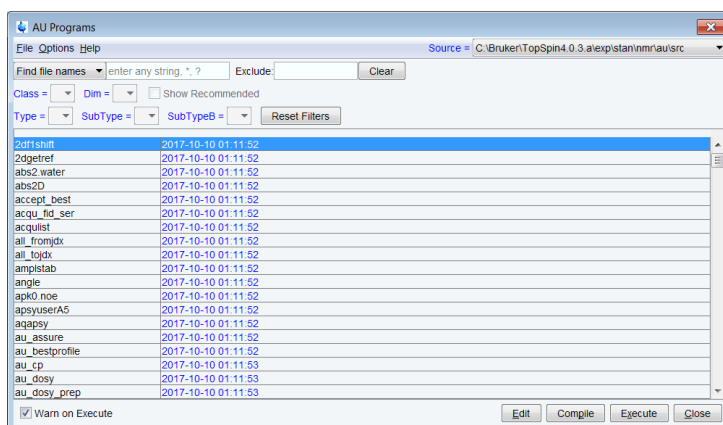 AU Programs
File Options Help Source = C:\Bruker\TopSpin4.0.3.a\exp\stan\nmr\au\src
Find file names enter any string, *, ? Exclude: Clear
Class = Dim = Show Recommended
Type = SubType = SubTypeB = Reset Filters
2df1shift 2017-10-10 01:11:52
2dgetref 2017-10-10 01:11:52
abs2.water 2017-10-10 01:11:52
abs2D 2017-10-10 01:11:52
accept_best 2017-10-10 01:11:52
acqu_fid_ser 2017-10-10 01:11:52
acqulist 2017-10-10 01:11:52
all_fromjdx 2017-10-10 01:11:52
all_tojdx 2017-10-10 01:11:52
amplstab 2017-10-10 01:11:52
angle 2017-10-10 01:11:52
apk0.noe 2017-10-10 01:11:52
apsyuserA5 2017-10-10 01:11:52
aqapsy 2017-10-10 01:11:52
au_assure 2017-10-10 01:11:52
au_bestprofile 2017-10-10 01:11:52
au_cp 2017-10-10 01:11:53
au_dosy 2017-10-10 01:11:53
au_dosy_prep 2017-10-10 01:11:53
Warn on Execute Edit Compile Execute Close